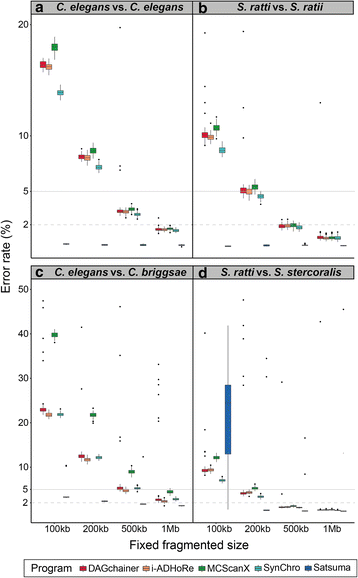 a C. elegans vs. C. elegans
b S. ratti vs. S. ratii
20
10
5
2
Error rate (%)
c C. elegans vs. C. briggsae
d S. ratti vs. S. stercoralis
50
40
30
20
10
5
2
100kb 200kb 500kb 1Mb 100kb 200kb 500kb 1Mb
Fixed fragmented size
Program DAGchainer i-ADHoRe MCScanX SynChro Satsuma